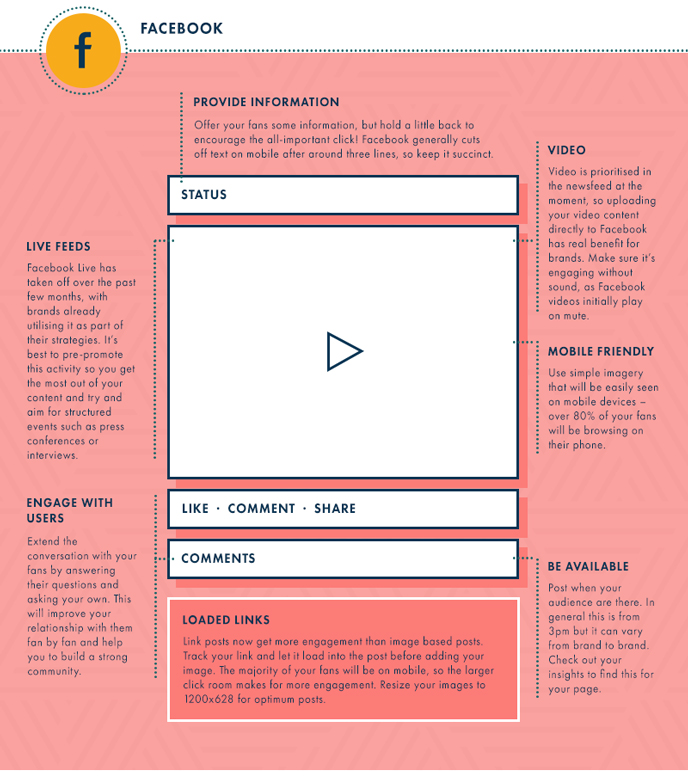 f
FACEBOOK
PROVIDE INFORMATION
Offer your fans some information, but hold a little back to
encourage the all-important click! Facebook generally cuts
off text on mobile after around three lines, so keep it succinct.
VIDEO
Video is prioritised in
the newsfeed at the
moment, so uploading
your video content
directly to Facebook
has real benefit for
brands. Make sure it's
engaging without
sound, as Facebook
videos initially play
on mute.
STATUS
LIVE FEEDS
Facebook Live has
taken off over the past
few months, with
brands already
utilising it as part of
their strategies. It's
best to pre-promote
this activity so you get
the most out of your
content and try and
aim for structured
events such as press
conferences or
interviews.
MOBILE FRIENDLY
Use simple imagery
that will be easily seen
on mobile devices –
over 80% of your fans
will be browsing on
their phone.
ENGAGE WITH
USERS
Extend the
conversation with your
fans by answering
their questions and
asking your own. This
will improve your
relationship with them
fan by fan and help
you to build a strong
community.
LIKE · COMMENT · SHARE
COMMENTS
BE AVAILABLE
Post when your
audience are there. In
general this is from
3pm but it can vary
from brand to brand.
Check out your
insights to find this for
your page.
LOADED LINKS
Link posts now get more engagement than image based posts.
Track your link and let it load into the post before adding your
image. The majority of your fans will be on mobile, so the larger
click room makes for more engagement. Resize your images to
1200x628 for optimum posts.